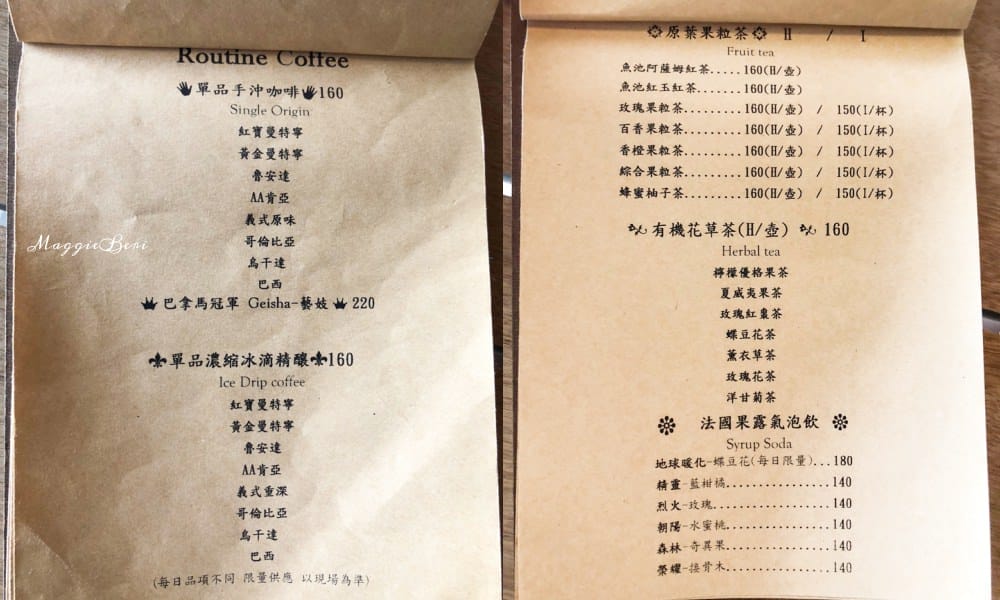 Routine Coffee
單品手沖咖啡160
Single Origin
紅寶曼特寧
黃金曼特寧
魯安達
AA肯亞
義式原味
哥倫比亞
烏干達
巴西
巴拿馬冠軍 Geisha-藝妓 220
單品濃縮冰滴精釀160
Ice Drip coffee
紅寶曼特寧
黃金曼特寧
魯安達
AA肯亞
義式重深
哥倫比亞
烏干達
巴西
(每日品項不同 限量供應 以現場為準)
MaggieBeri
原葉果粒茶 H / I
Fruit tea
魚池阿薩姆紅茶.....160(H/壺)
魚池紅玉紅茶.......160(H/壺)
玫瑰果粒茶.........160(H/壺) / 150(I/杯)
百香果粒茶.........160(H/壺) / 150(I/杯)
香橙果粒茶.........160(H/壺) / 150(I/杯)
綜合果粒茶.........160(H/壺) / 150(I/杯)
蜂蜜柚子茶.........160(H/壺) / 150(I/杯)
有機花草茶(H/壺) 160
Herbal tea
檸檬優格果茶
夏威夷果茶
玫瑰紅棗茶
蝶豆花茶
薰衣草茶
玫瑰花茶
洋甘菊茶
法國果露氣泡飲
Syrup Soda
地球暖化-蝶豆花(每日限量)...180
精靈-藍柑橘................140
烈火-玫瑰..................140
朝陽-水蜜桃................140
森林-奇異果................140
榮耀-接骨木................140